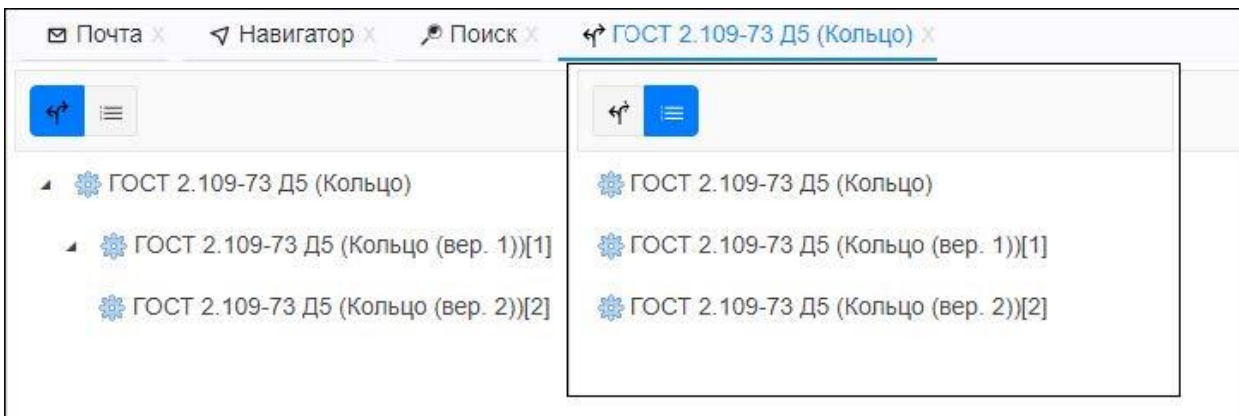 Почта x Навигатор x Поиск x ГОСТ 2.109-73 Д5 (Кольцо) x
ГОСТ 2.109-73 Д5 (Кольцо)
ГОСТ 2.109-73 Д5 (Кольцо (вер. 1))[1]
ГОСТ 2.109-73 Д5 (Кольцо (вер. 2))[2]
ГОСТ 2.109-73 Д5 (Кольцо)
ГОСТ 2.109-73 Д5 (Кольцо (вер. 1))[1]
ГОСТ 2.109-73 Д5 (Кольцо (вер. 2))[2]